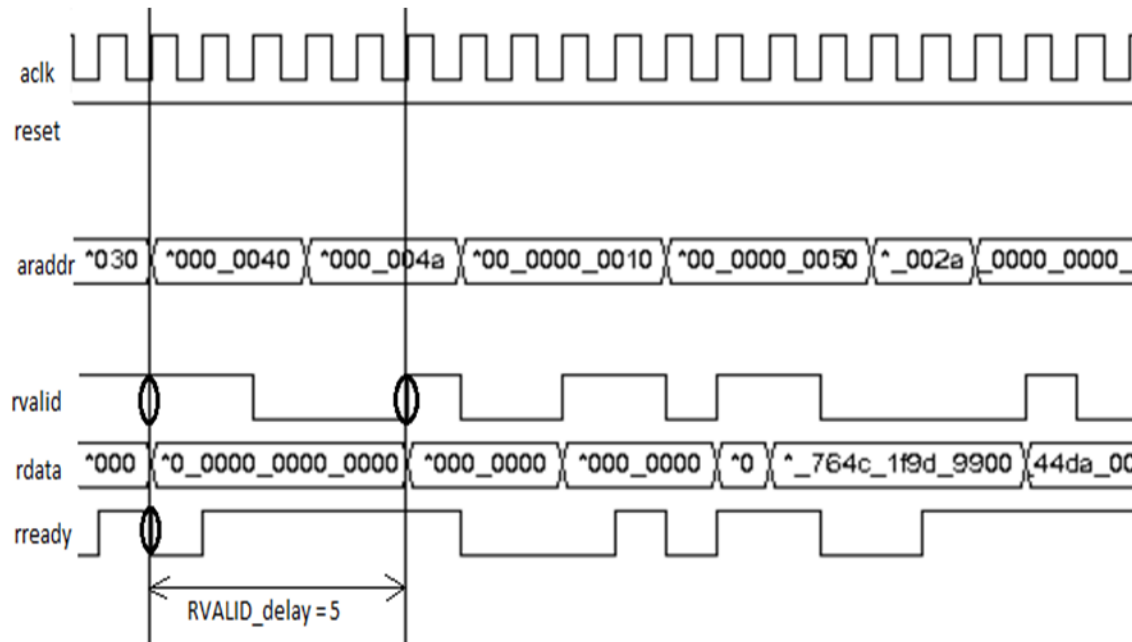 aclk
reset
araddr ^030 ^000_0040 ^000_004a ^00_0000_0010 ^00_0000_0050 ^_002a _0000_0000_
rvalid
rdata ^000 ^0_0000_0000_0000 ^000_0000 ^000_0000 ^0 ^_764c_1f9d_9900 44da_00
rready
RVALID_delay = 5